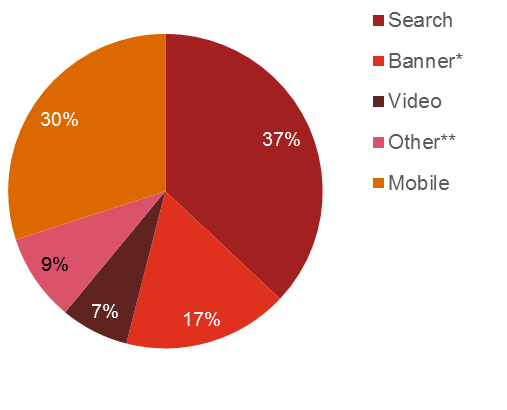 Search
Banner*
Video
Other**
Mobile
37%
17%
7%
9%
30%